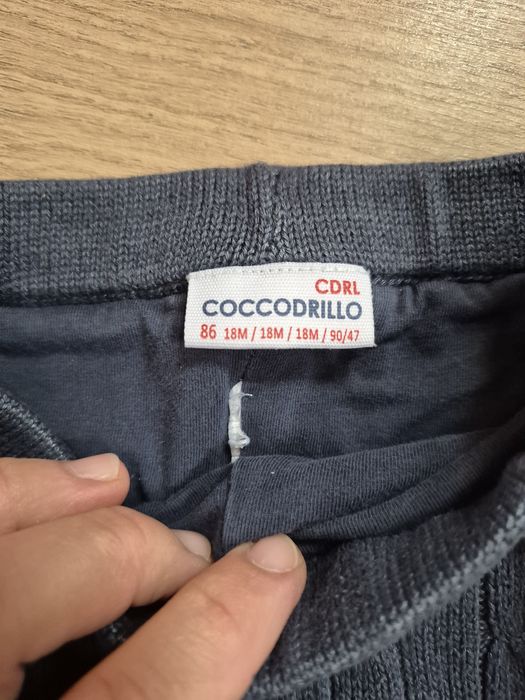 CDRL
COCCODRILLO
86 18M / 18M / 18M / 90/47